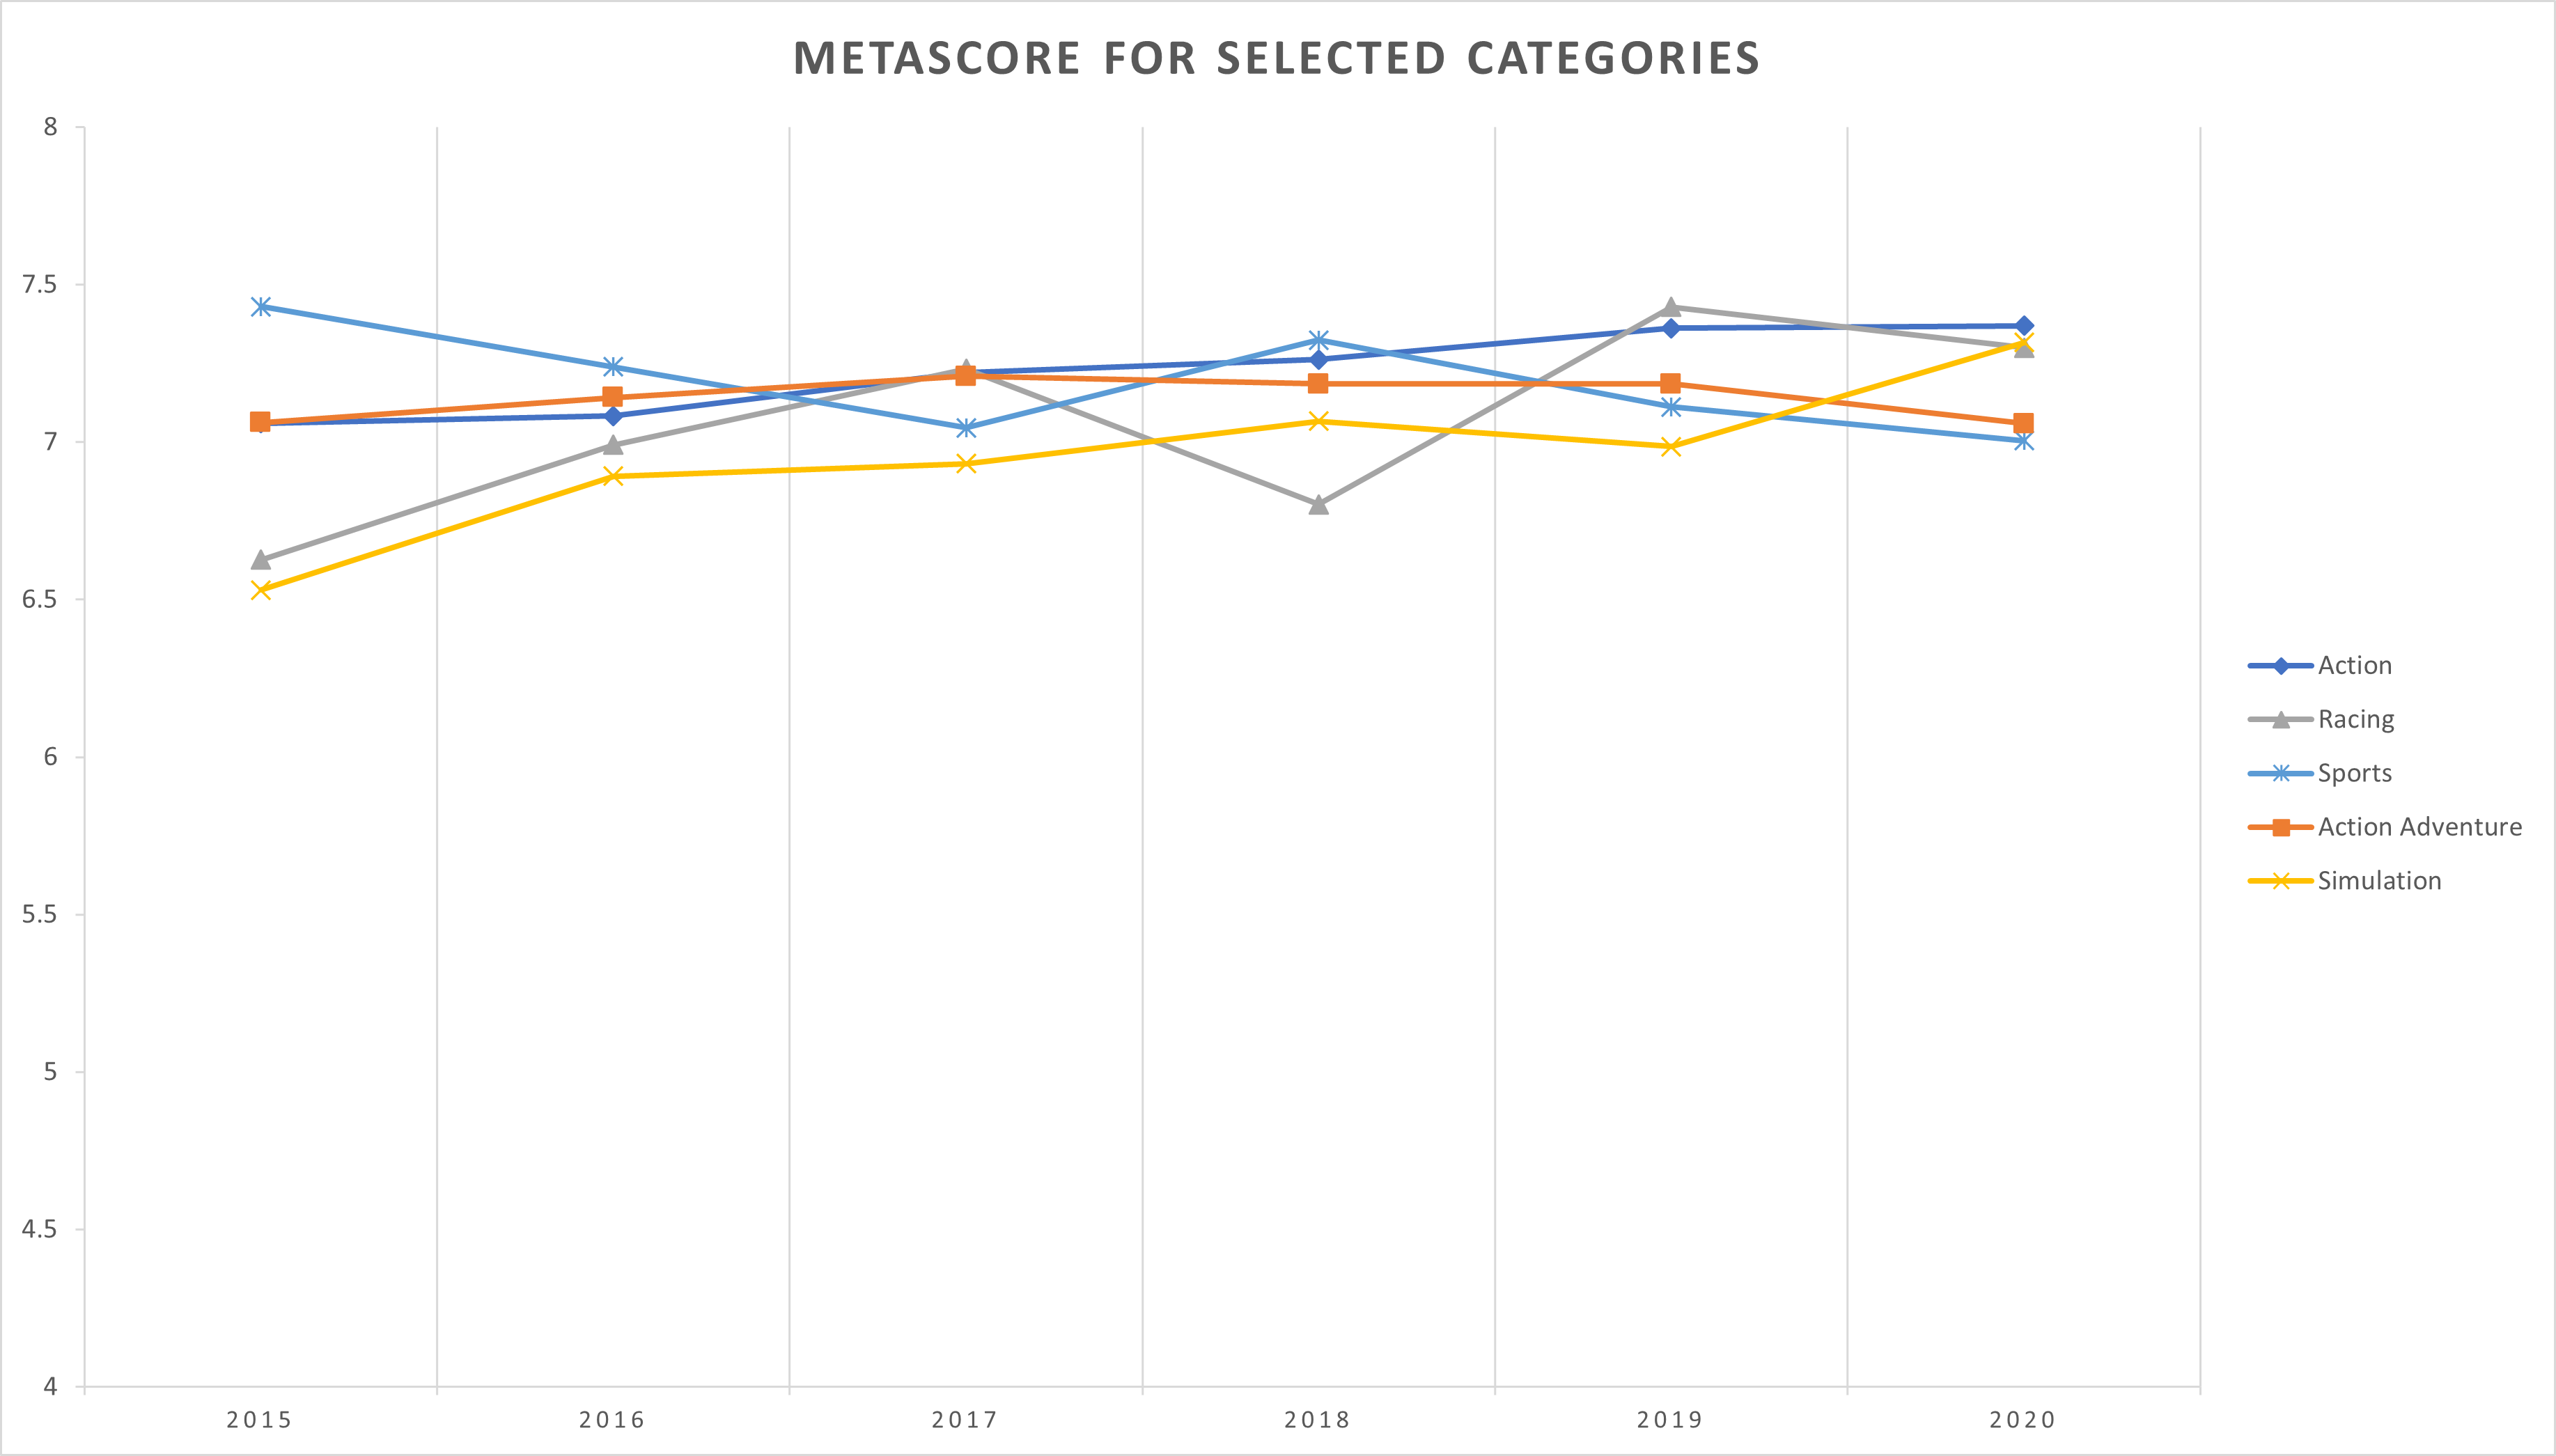 METASCORE FOR SELECTED CATEGORIES
8
7.5
7
6.5
6
5.5
5
4.5
4
2015 2016 2017 2018 2019 2020
Action
Racing
Sports
Action Adventure
Simulation